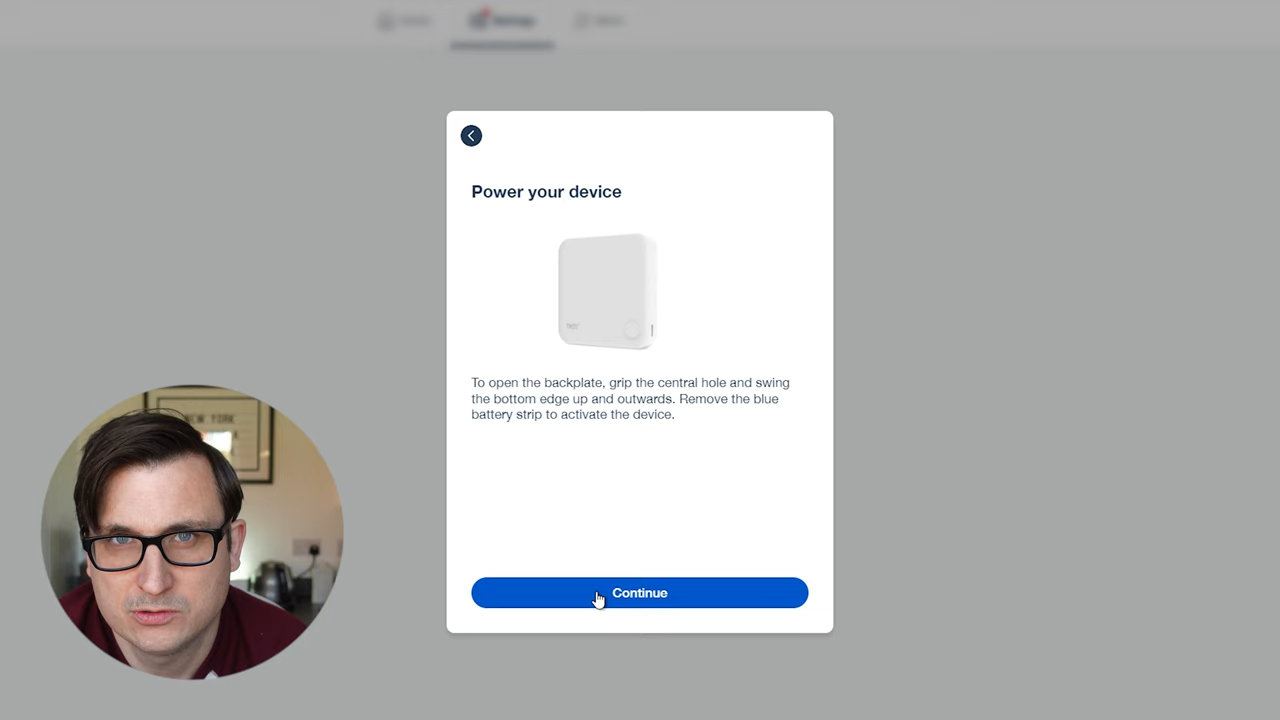 Power your device
To open the backplate, grip the central hole and swing
the bottom edge up and outwards. Remove the blue
battery strip to activate the device.
Continue